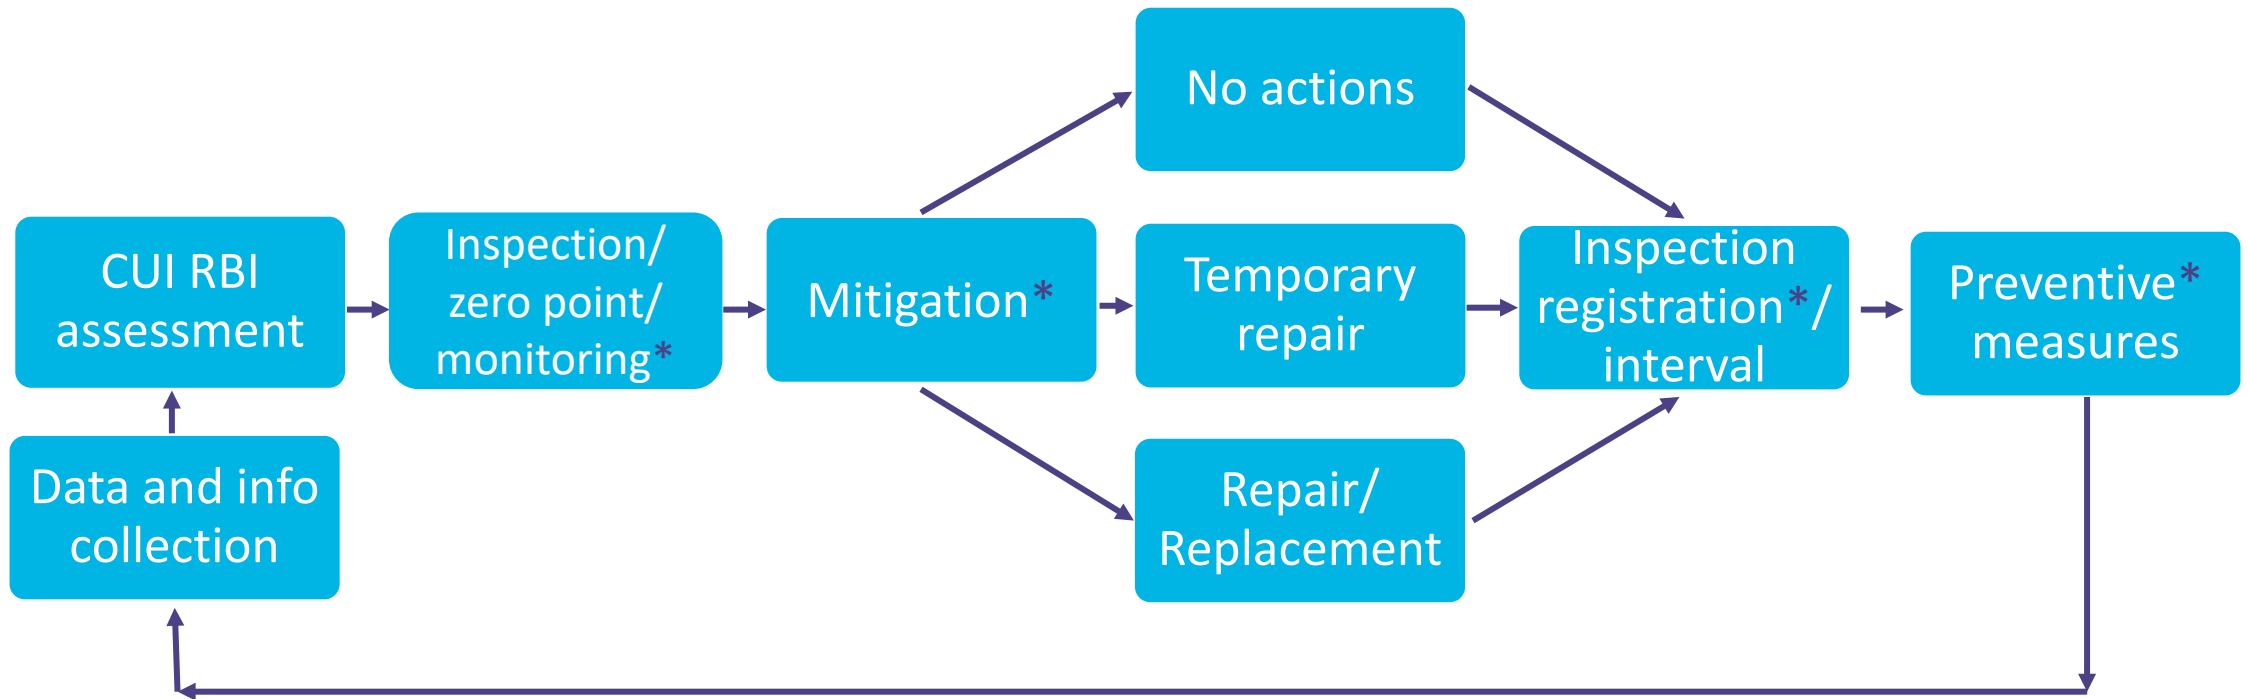 No actions
CUI RBI
assessment
Inspection/
zero point/
monitoring*
Mitigation*
Temporary
repair
Inspection
registration*/
interval
Preventive*
measures
Data and info
collection
Repair/
Replacement